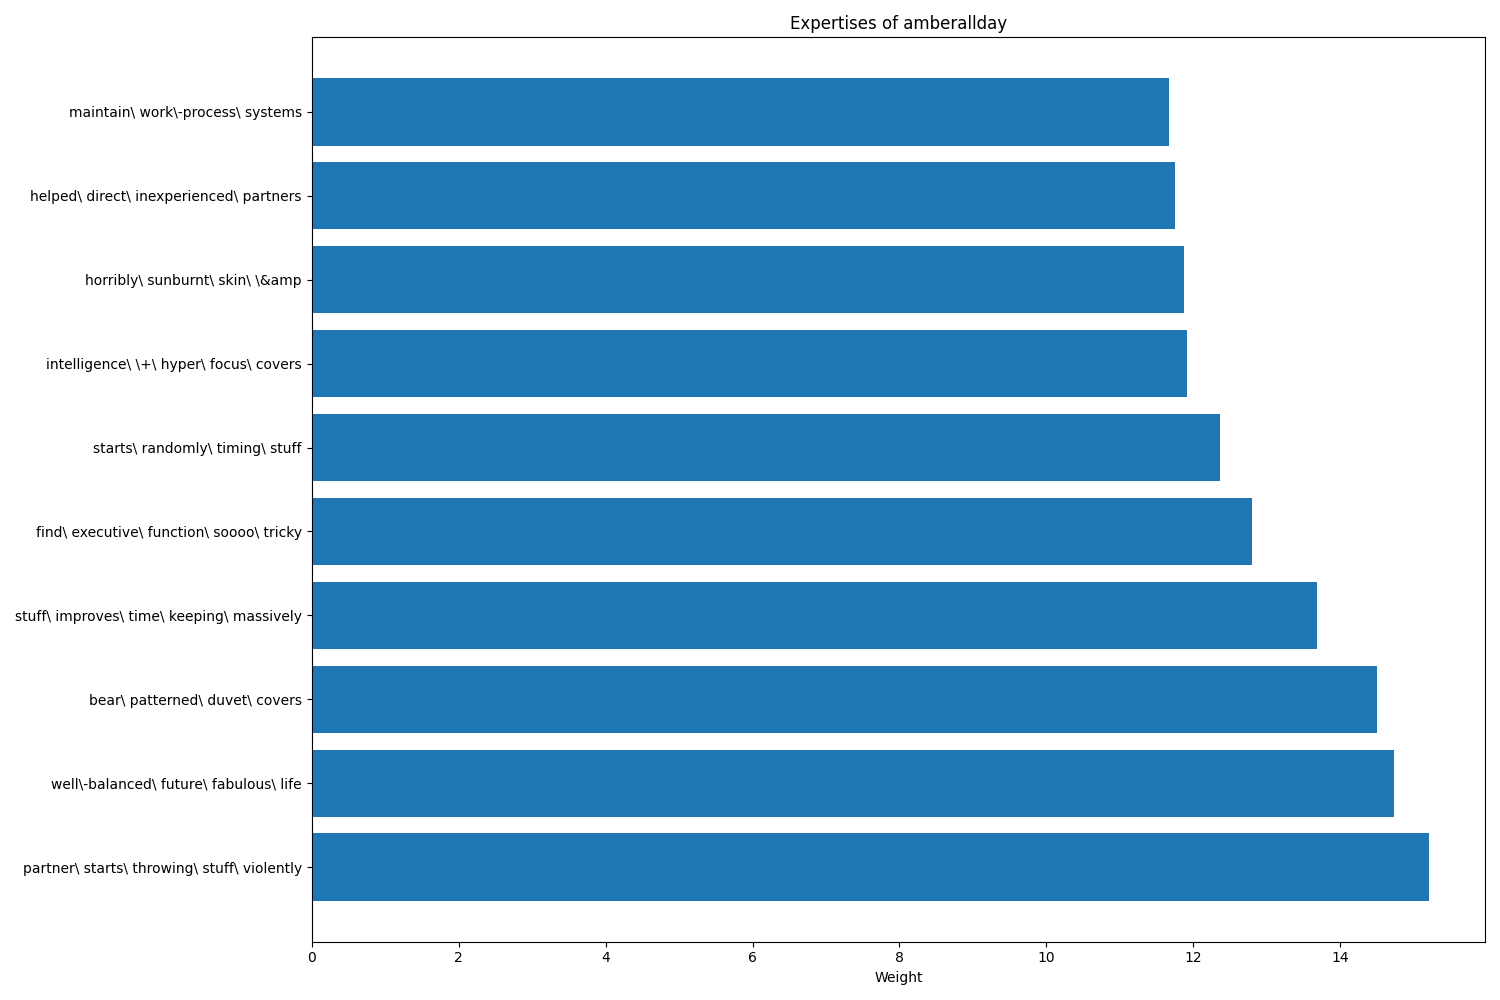 Expertises of amberallday
maintain\ work\-process\ systems
helped\ direct\ inexperienced\ partners
horribly\ sunburnt\ skin\ \&amp
intelligence\ \+\ hyper\ focus\ covers
starts\ randomly\ timing\ stuff
find\ executive\ function\ soooo\ tricky
stuff\ improves\ time\ keeping\ massively
bear\ patterned\ duvet\ covers
well\-balanced\ future\ fabulous\ life
partner\ starts\ throwing\ stuff\ violently
0 2 4 6 8 10 12 14
Weight